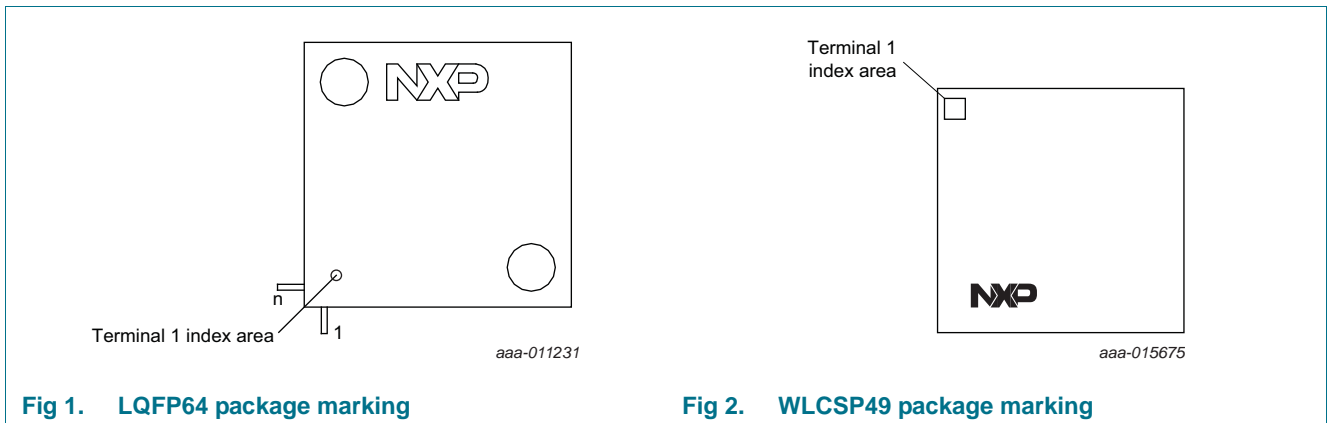 NXP
n
1
Terminal 1 index area
aaa-011231
Fig 1. LQFP64 package marking
Terminal 1
index area
NXP
aaa-015675
Fig 2. WLCSP49 package marking